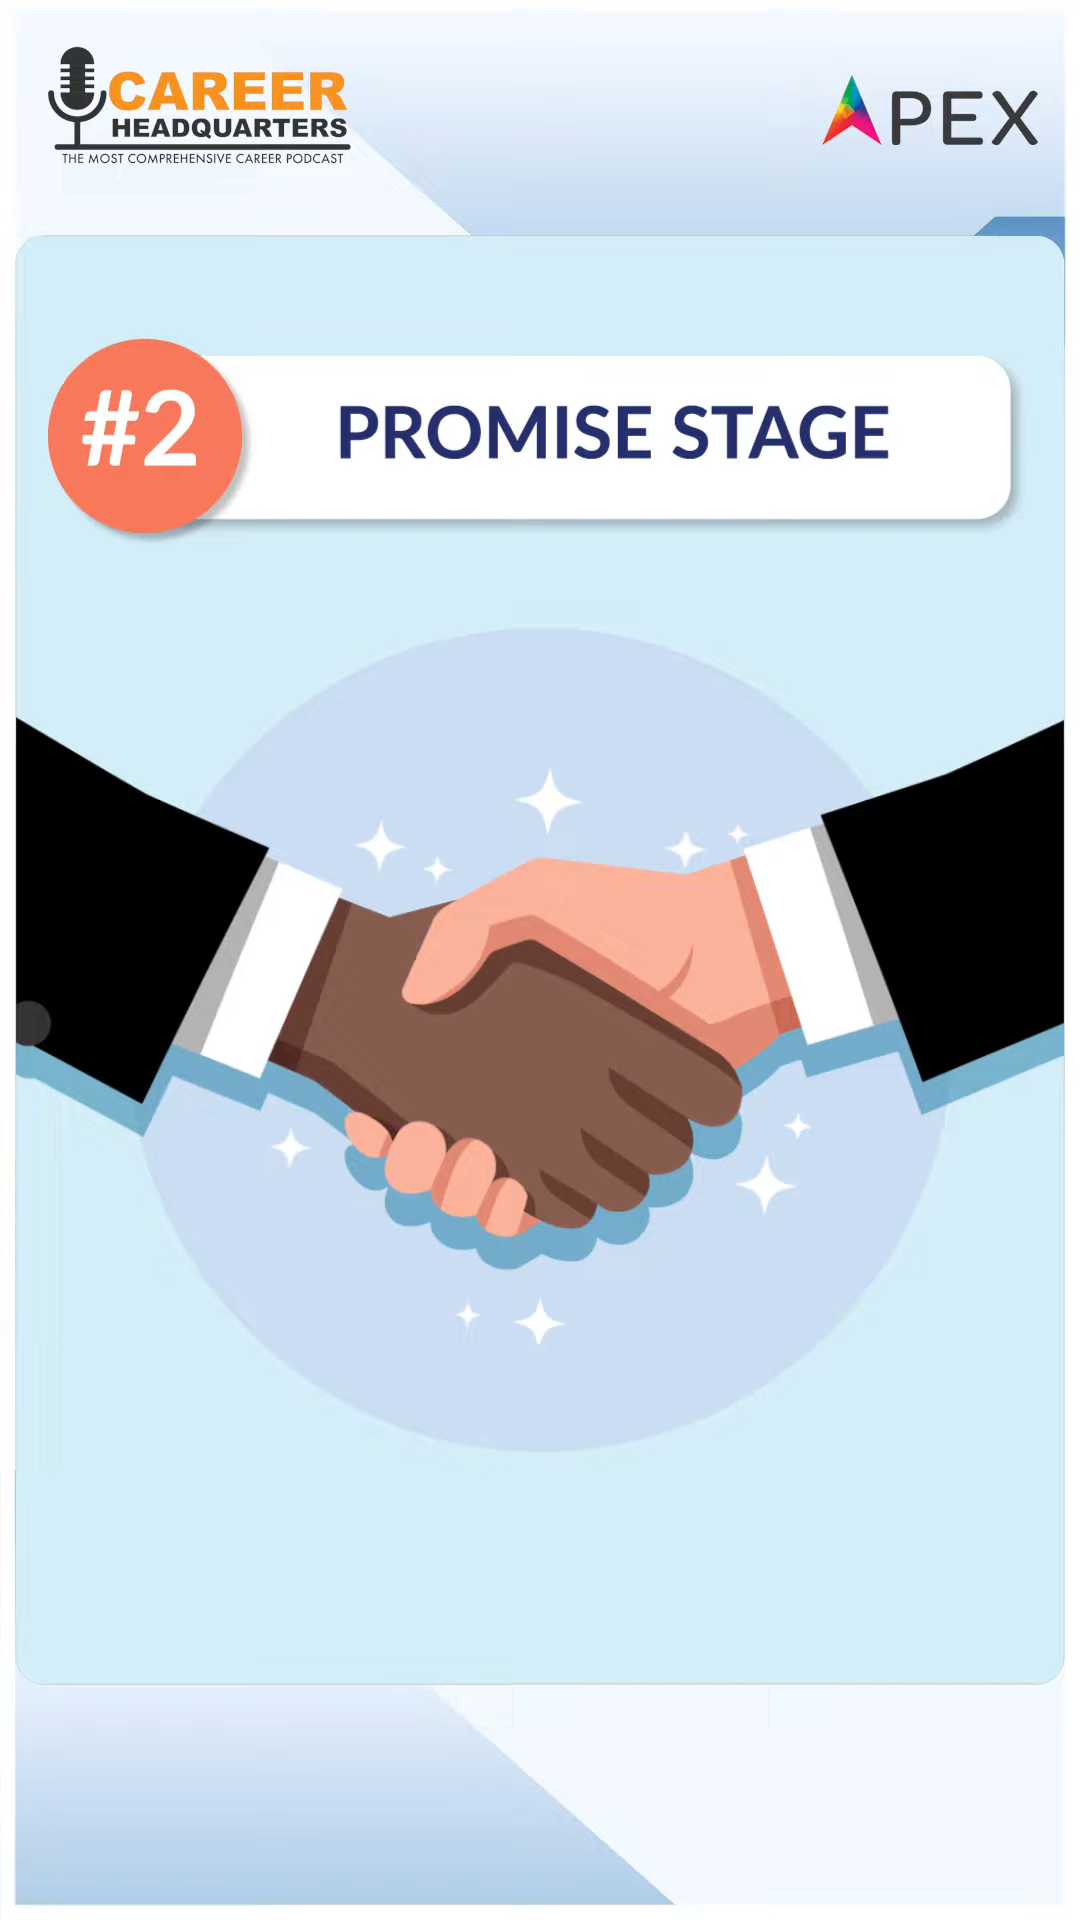 CAREER
HEADQUARTERS
THE MOST COMPREHENSIVE CAREER PODCAST
APEX
#2
PROMISE STAGE